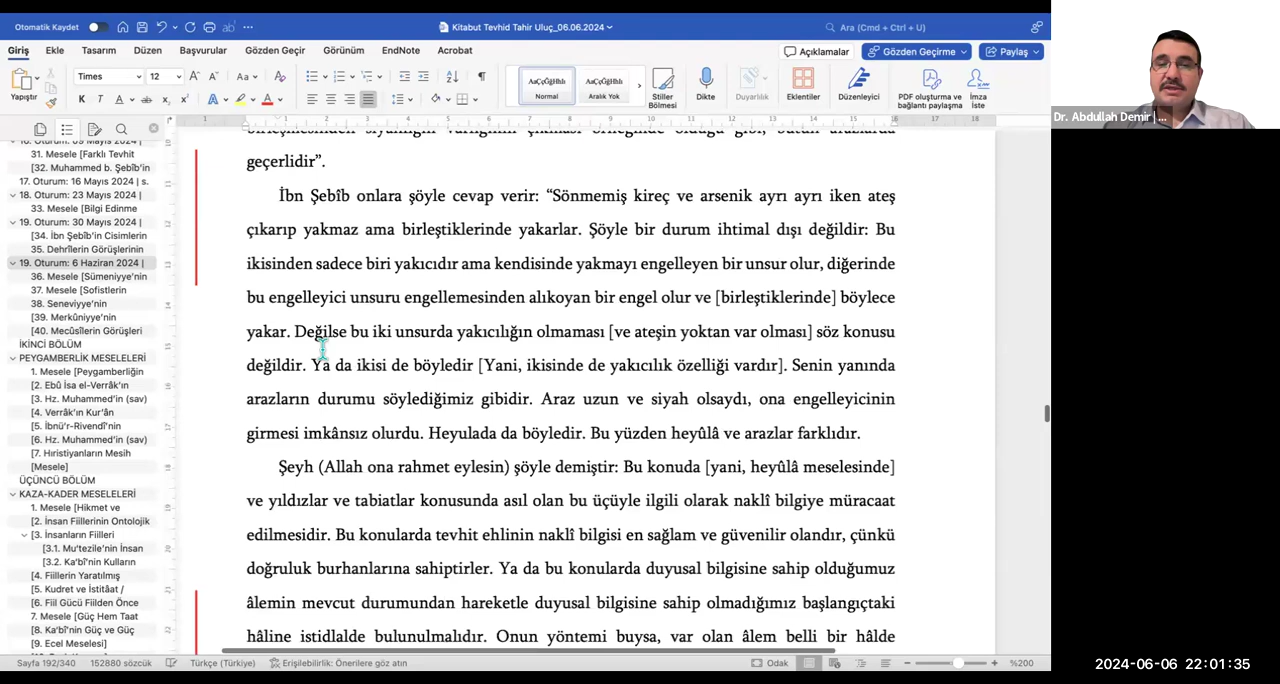 Otomatik Kaydet
Kitabut Tevhid Tahir Uluç_06.06.2024
Ara (Cmd + Ctrl + U)
Giriş Ekle Tasarım Düzen Başvurular Gözden Geçir Görünüm EndNote Acrobat
Açıklamalar Gözden Geçirme Paylaş
Yapıştır
Times 12
AaÇçĞğHhIı Normal
AaÇçĞğHhIı Aralık Yok
Stiller Bölmesi
Dikte
Duyarlılık
Eklentiler
Düzenleyici
PDF oluşturma ve bağlantı paylaşma
İmza İste
Dr. Abdullah Demir | ...
31. Mesele [Farklı Tevhid
[32. Muhammed b. Şebîb'in
17. Oturum: 16 Mayıs 2024 | s.
18. Oturum: 23 Mayıs 2024 |
33. Mesele [Bilgi Edinme
19. Oturum: 30 Mayıs 2024 |
[34. İbn Şebîb'in Cisimlerin
35. Dehrîlerin Görüşlerinin
19. Oturum: 6 Haziran 2024 |
36. Mesele [Sümeniyye'nin
37. Mesele [Sofistlerin
38. Seneviyye'nin
[39. Merkûniyye'nin
[40. Mecûsîlerin Görüşleri
İKİNCİ BÖLÜM
PEYGAMBERLİK MESELELERİ
1. Mesele [Peygamberliğin
[2. Ebû İsa el-Verrâk'ın
[3. Hz. Muhammed'in (sav)
[4. Verrâk'ın Kur'ân
[5. İbnü'r-Rivendî'nin
[6. Hz. Muhammed'in (sav)
[7. Hıristiyanların Mesih
[Mesele]
ÜÇÜNCÜ BÖLÜM
KAZA-KADER MESELELERİ
1. Mesele [Hikmet ve
[2. İnsan Fiillerinin Ontolojik
[3. İnsanların Fiilleri
[3.1. Mu'tezile'nin İnsan
[3.2. Ka'bî'nin Kulların
[4. Fiillerin Yaratılmış
[5. Kudret ve İstitâat /
[6. Fiil Gücü Fiilden Önce
7. Mesele [Güç Hem Taat
[8. Ka'bî'nin Güç ve Güç
[9. Ecel Meselesi]
geçerlidir”.
İbn Şebîb onlara şöyle cevap verir: “Sönmemiş kireç ve arsenik ayrı ayrı iken ateş
çıkarıp yakmaz ama birleştiklerinde yakarlar. Şöyle bir durum ihtimal dışı değildir: Bu
ikisinden sadece biri yakıcıdır ama kendisinde yakmayı engelleyen bir unsur olur, diğerinde
bu engelleyici unsuru engellemesinden alıkoyan bir engel olur ve [birleştiklerinde] böylece
yakar. Değilse bu iki unsurda yakıcılığın olmaması [ve ateşin yoktan var olması] söz konusu
değildir. Ya da ikisi de böyledir [Yani, ikisinde de yakıcılık özelliği vardır]. Senin yanında
arazların durumu söylediğimiz gibidir. Araz uzun ve siyah olsaydı, ona engelleyicinin
girmesi imkânsız olurdu. Heyulada da böyledir. Bu yüzden heyûlâ ve arazlar farklıdır.
Şeyh (Allah ona rahmet eylesin) şöyle demiştir: Bu konuda [yani, heyûlâ meselesinde]
ve yıldızlar ve tabiatlar konusunda asıl olan bu üçüyle ilgili olarak naklî bilgiye müracaat
edilmesidir. Bu konularda tevhit ehlinin naklî bilgisi en sağlam ve güvenilir olandır, çünkü
doğruluk burhanlarına sahiptirler. Ya da bu konularda duyusal bilgisine sahip olduğumuz
âlemin mevcut durumundan hareketle duyusal bilgisine sahip olmadığımız başlangıçtaki
hâline istidlalde bulunulmalıdır. Onun yöntemi buysa, var olan âlem belli bir hâlde
Sayfa 192/340 152880 sözcük Türkçe (Türkiye) Erişilebilirlik: Önerilere göz atın Odak %200
2024-06-06 22:01:35